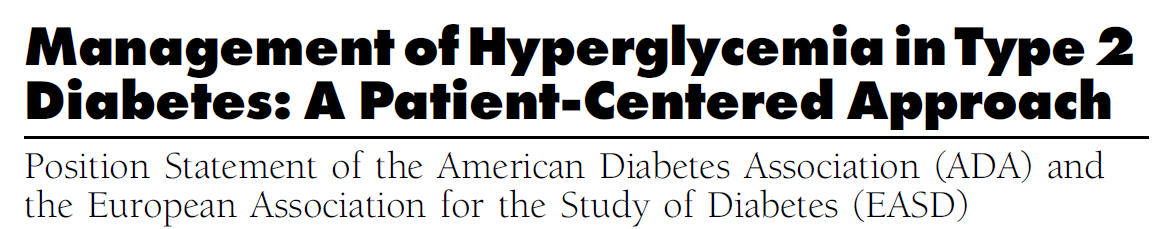 Management of Hyperglycemia in Type 2
Diabetes: A Patient-Centered Approach
Position Statement of the American Diabetes Association (ADA) and
the European Association for the Study of Diabetes (EASD)